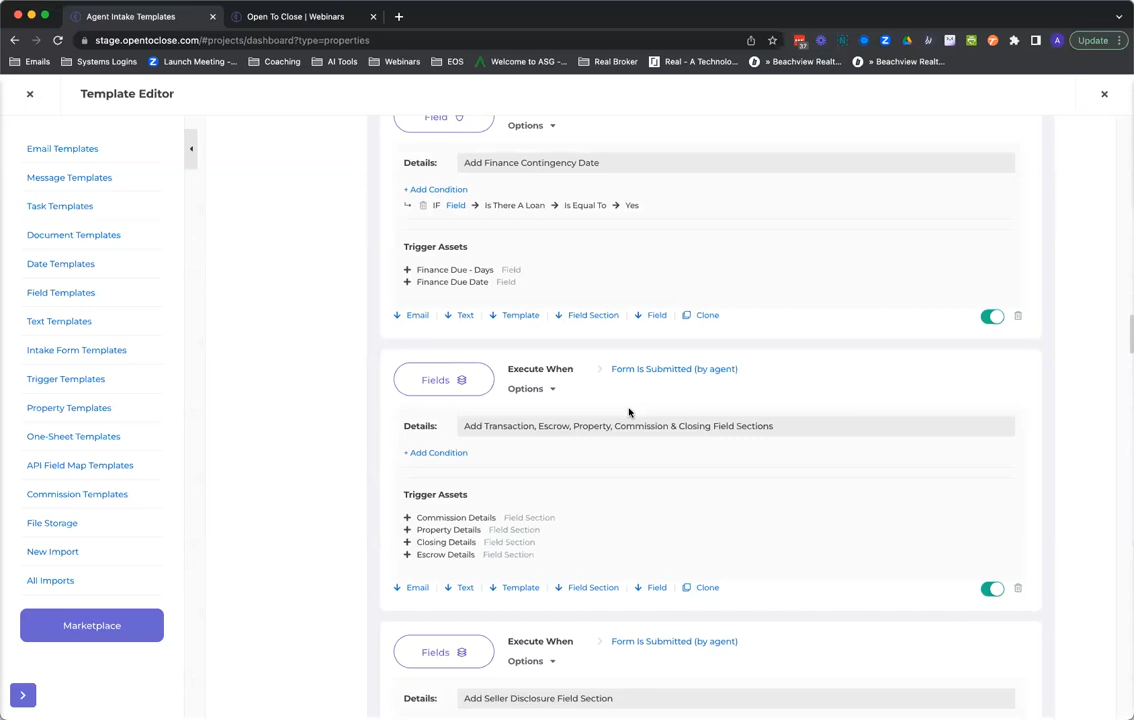 Agent Intake Templates
Open To Close | Webinars
stage.opentoclose.com/#projects/dashboard?type=properties
37
A
Update
Emails
Systems Logins
Launch Meeting -...
Coaching
AI Tools
Webinars
EOS
Welcome to ASG -...
Real Broker
Real - A Technolo...
» Beachview Realt...
» Beachview Realt...
Template Editor
Email Templates
Message Templates
Task Templates
Document Templates
Date Templates
Field Templates
Text Templates
Intake Form Templates
Trigger Templates
Property Templates
One-Sheet Templates
API Field Map Templates
Commission Templates
File Storage
New Import
All Imports
Marketplace
Field
Options
Details: Add Finance Contingency Date
+ Add Condition
IF Field Is There A Loan Is Equal To Yes
Trigger Assets
Finance Due - Days Field
Finance Due Date Field
Email Text Template Field Section Field Clone
Fields
Execute When Form Is Submitted (by agent)
Options
Details: Add Transaction, Escrow, Property, Commission & Closing Field Sections
+ Add Condition
Trigger Assets
Commission Details Field Section
Property Details Field Section
Closing Details Field Section
Escrow Details Field Section
Email Text Template Field Section Field Clone
Fields
Execute When Form Is Submitted (by agent)
Options
Details: Add Seller Disclosure Field Section